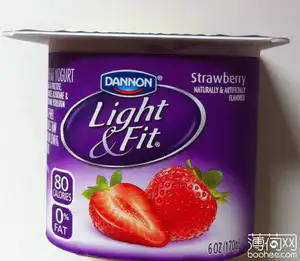 DANNON®
YOGURT
Strawberry
NATURALLY & ARTIFICIALLY
FLAVORED
Light
& Fit®
80
CALORIES
0%
FAT
6 OZ (170g)
薄荷网
boohee.com